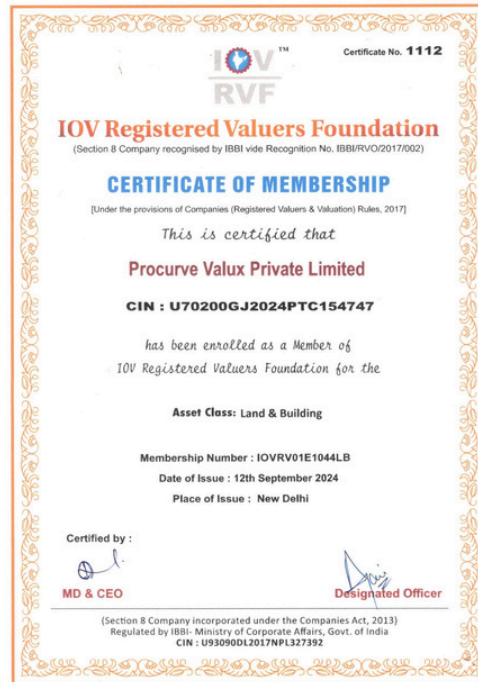 Certificate No. 1112
IOV™
RVF
IOV Registered Valuers Foundation
(Section 8 Company recognised by IBBI vide Recognition No. IBBI/RVO/2017/002)
CERTIFICATE OF MEMBERSHIP
[Under the provisions of Companies (Registered Valuers & Valuation) Rules, 2017]
This is certified that
Procurve Valux Private Limited
CIN : U70200GJ2024PTC154747
has been enrolled as a Member of
IOV Registered Valuers Foundation for the
Asset Class: Land & Building
Membership Number : IOVRV01E1044LB
Date of Issue : 12th September 2024
Place of Issue : New Delhi
Certified by :
MD & CEO
Designated Officer
(Section 8 Company incorporated under the Companies Act, 2013)
Regulated by IBBI- Ministry of Corporate Affairs, Govt. of India
CIN : U93090DL2017NPL327392